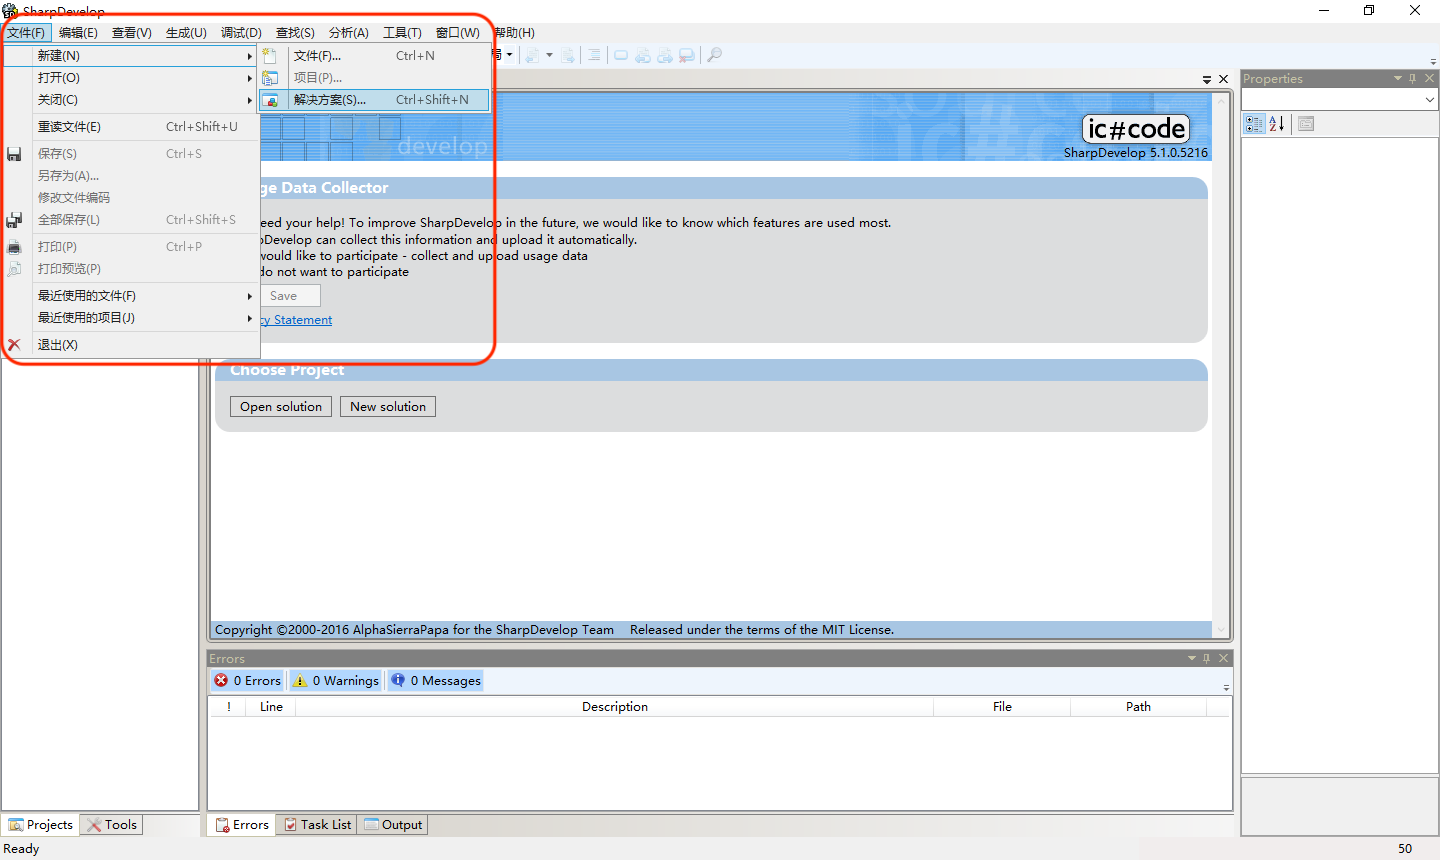 SharpDevelop
文件(F) 编辑(E) 查看(V) 生成(U) 调试(D) 查找(S) 分析(A) 工具(T) 窗口(W) 帮助(H)
新建(N)
打开(O)
关闭(C)
重读文件(E) Ctrl+Shift+U
保存(S) Ctrl+S
另存为(A)...
修改文件编码
全部保存(L) Ctrl+Shift+S
打印(P) Ctrl+P
打印预览(P)
最近使用的文件(F)
最近使用的项目(J)
退出(X)
文件(F)... Ctrl+N
项目(P)...
解决方案(S)... Ctrl+Shift+N
局
develop
ic#code
SharpDevelop 5.1.0.5216
ge Data Collector
eed your help! To improve SharpDevelop in the future, we would like to know which features are used most.
pDevelop can collect this information and upload it automatically.
would like to participate - collect and upload usage data
do not want to participate
Save
cy Statement
Choose Project
Open solution New solution
Copyright ©2000-2016 AlphaSierraPapa for the SharpDevelop Team Released under the terms of the MIT License.
Properties
Errors
0 Errors 0 Warnings 0 Messages
! Line Description File Path
Projects Tools
Errors Task List Output
Ready 50